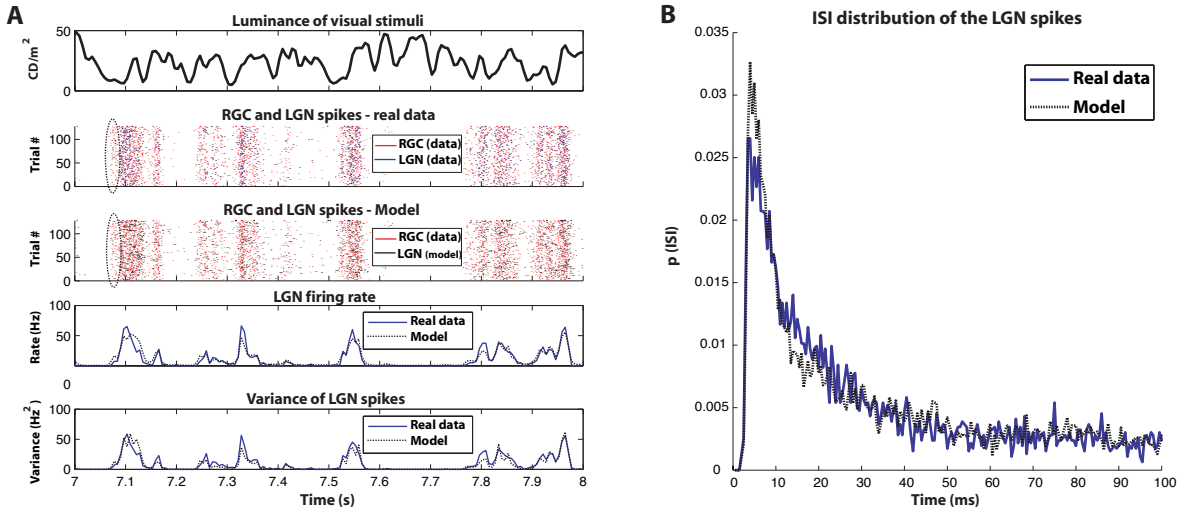 A
Luminance of visual stimuli
CD/m²
50
0
RGC and LGN spikes - real data
Trial #
100
50
0
RGC (data)
LGN (data)
RGC and LGN spikes - Model
Trial #
100
50
0
RGC (data)
LGN (model)
LGN firing rate
Rate (Hz)
100
50
0
Real data
Model
0
Variance of LGN spikes
Variance (Hz²)
100
50
0
Real data
Model
7 7.1 7.2 7.3 7.4 7.5 7.6 7.7 7.8 7.9 8
Time (s)
B
ISI distribution of the LGN spikes
p (ISI)
0.035
0.03
0.025
0.02
0.015
0.01
0.005
0
Real data
Model
0 10 20 30 40 50 60 70 80 90 100
Time (ms)